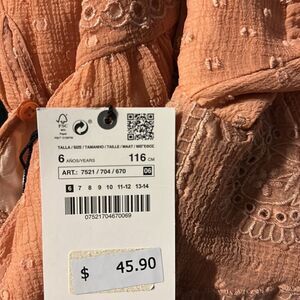 FSC
TALLA / SIZE / TAMANHO / TAILLE / MAAT /
6 AÑOS/YEARS 116 CM
ART.: 7521 / 704 / 670 06
6 7 8 9 10 11-12 13-14
07521704670069
$ 45.90